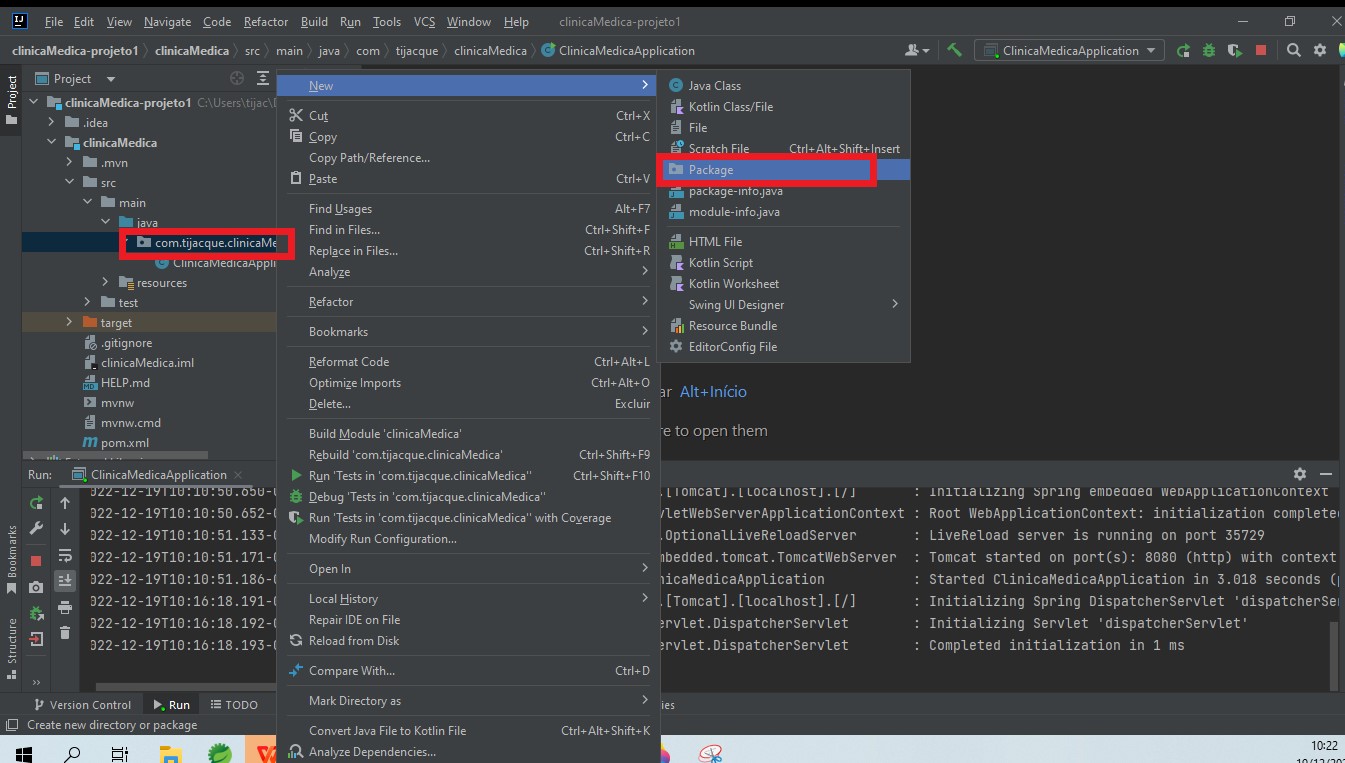 File Edit View Navigate Code Refactor Build Run Tools VCS Window Help clinicaMedica-projeto1
clinicaMedica-projeto1 clinicaMedica src main java com tijacque clinicaMedica ClinicaMedicaApplication
ClinicaMedicaApplication
Project
Project
clinicaMedica-projeto1 C:\Users\tijac\
.idea
clinicaMedica
.mvn
src
main
java
com.tijacque.clinicaMe
ClinicaMedicaAppli
resources
test
target
.gitignore
clinicaMedica.iml
HELP.md
mvnw
mvnw.cmd
pom.xml
New
Cut Ctrl+X
Copy Ctrl+C
Copy Path/Reference...
Paste Ctrl+V
Find Usages Alt+F7
Find in Files... Ctrl+Shift+F
Replace in Files... Ctrl+Shift+R
Analyze
Refactor
Bookmarks
Reformat Code Ctrl+Alt+L
Optimize Imports Ctrl+Alt+O
Delete... Excluir
Build Module 'clinicaMedica'
Rebuild 'com.tijacque.clinicaMedica' Ctrl+Shift+F9
Run 'Tests in 'com.tijacque.clinicaMedica'' Ctrl+Shift+F10
Debug 'Tests in 'com.tijacque.clinicaMedica''
Run 'Tests in 'com.tijacque.clinicaMedica'' with Coverage
Modify Run Configuration...
Open In
Local History
Repair IDE on File
Reload from Disk
Compare With... Ctrl+D
Mark Directory as
Convert Java File to Kotlin File Ctrl+Alt+Shift+K
Analyze Dependencies...
Java Class
Kotlin Class/File
File
Scratch File Ctrl+Alt+Shift+Insert
Package
package-info.java
module-info.java
HTML File
Kotlin Script
Kotlin Worksheet
Swing UI Designer
Resource Bundle
EditorConfig File
ar Alt+Início
re to open them
Run: ClinicaMedicaApplication
022-12-19T10:10:50.650-0 .[Tomcat].[localhost].[/] : Initializing Spring embedded WebApplicationContext
022-12-19T10:10:50.652-0 vletWebServerApplicationContext : Root WebApplicationContext: initialization complete
022-12-19T10:10:51.133-0 .OptionalLiveReloadServer : LiveReload server is running on port 35729
022-12-19T10:10:51.171-0 mbedded.tomcat.TomcatWebServer : Tomcat started on port(s): 8080 (http) with context
022-12-19T10:10:51.186-0 nicaMedicaApplication : Started ClinicaMedicaApplication in 3.018 seconds (
022-12-19T10:16:18.191-0 .[Tomcat].[localhost].[/] : Initializing Spring DispatcherServlet 'dispatcherSe
022-12-19T10:16:18.192-0 ervlet.DispatcherServlet : Initializing Servlet 'dispatcherServlet'
022-12-19T10:16:18.193-0 ervlet.DispatcherServlet : Completed initialization in 1 ms
Bookmarks
Structure
Version Control Run TODO ies
Create new directory or package
10:22